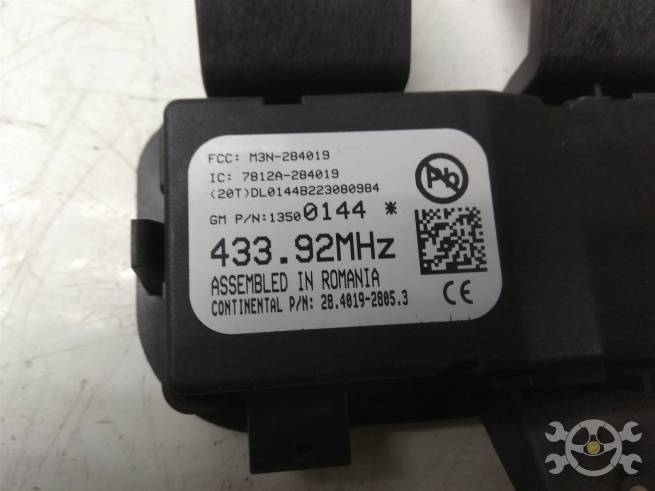 FCC: M3N-284019
IC: 7812A-284019
(20T)DL0144B223080984
GM P/N:13500144 *
433.92MHz
ASSEMBLED IN ROMANIA
CONTINENTAL P/N: 28.4019-2805.3
Pb
CE